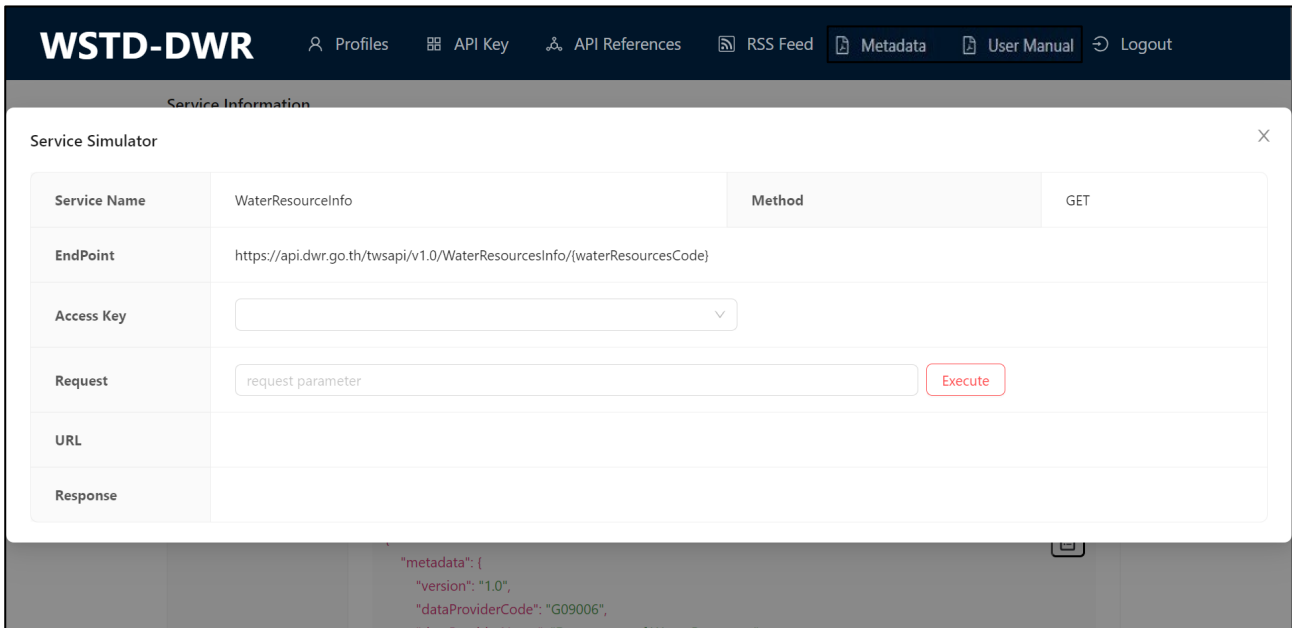 WSTD-DWR Profiles API Key API References RSS Feed Metadata User Manual Logout
Service Information
Service Simulator
Service Name WaterResourceInfo Method GET
EndPoint https://api.dwr.go.th/twsapi/v1.0/WaterResourcesInfo/{waterResourcesCode}
Access Key
Request request parameter Execute
URL
Response
"metadata": {
"version": "1.0",
"dataProviderCode": "G09006",